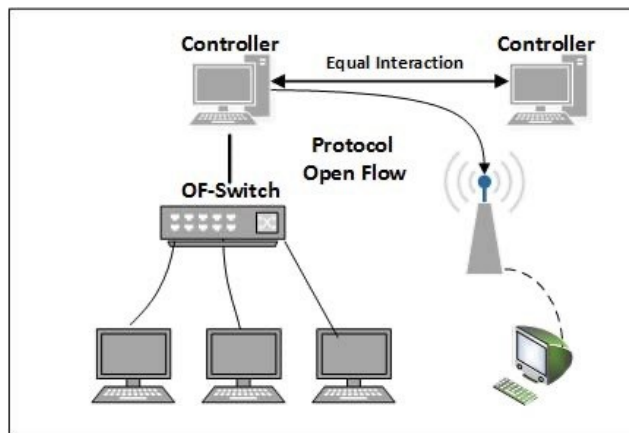 Controller
Controller
Equal Interaction
Protocol
Open Flow
OF-Switch